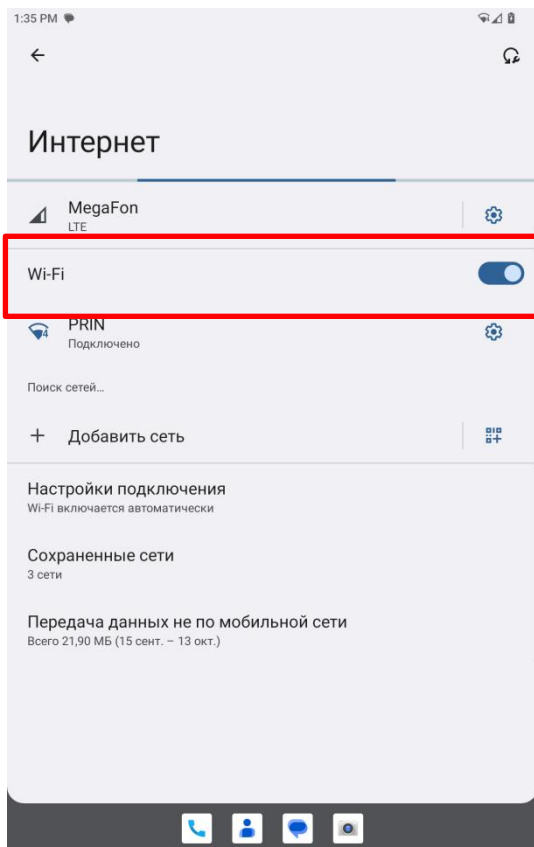 1:35 PM
Интернет
MegaFon
LTE
Wi-Fi
PRIN
Подключено
Поиск сетей...
Добавить сеть
Настройки подключения
Wi-Fi включается автоматически
Сохраненные сети
3 сети
Передача данных не по мобильной сети
Всего 21,90 МБ (15 сент. – 13 окт.)